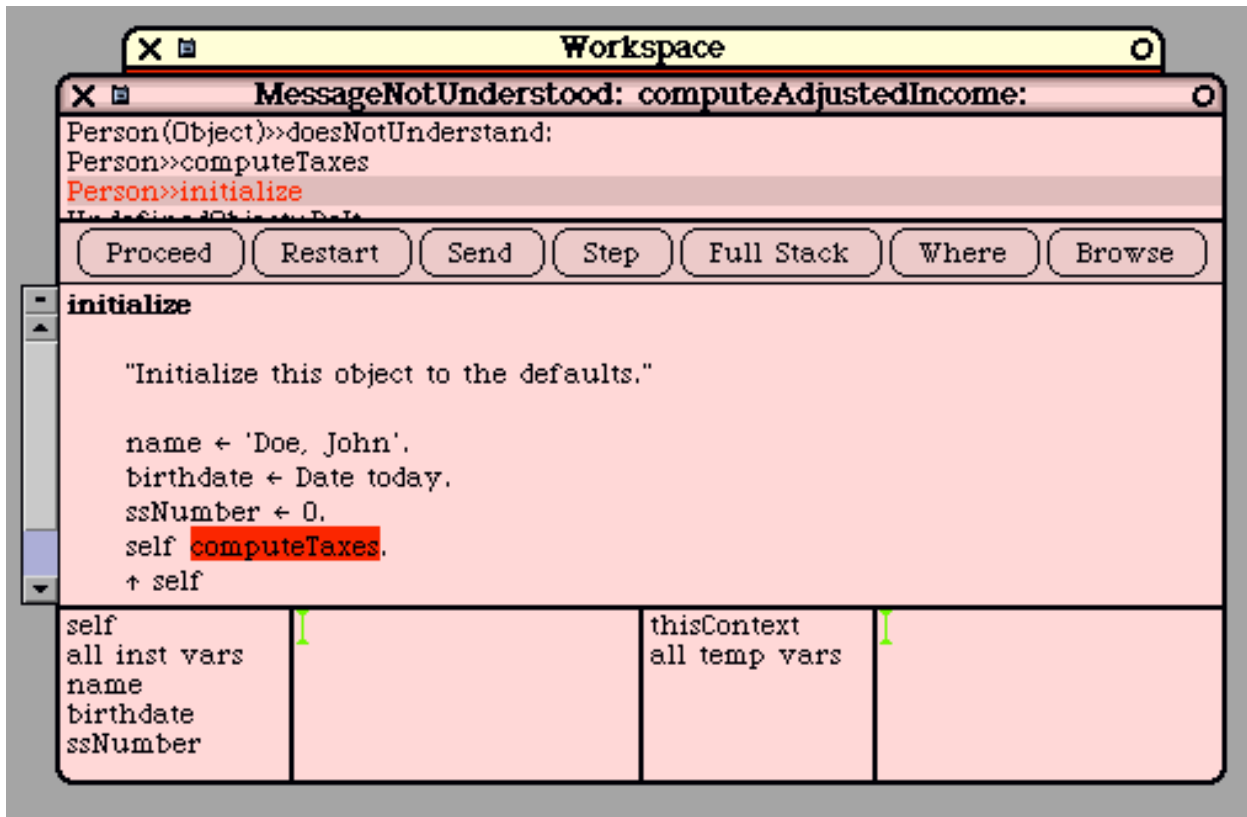 Workspace
MessageNotUnderstood: computeAdjustedIncome:
Person(Object)>>doesNotUnderstand:
Person>>computeTaxes
Person>>initialize
Proceed Restart Send Step Full Stack Where Browse
initialize
"Initialize this object to the defaults."
name ← 'Doe, John'.
birthdate ← Date today.
ssNumber ← 0.
self computeTaxes.
↑ self
self
all inst vars
name
birthdate
ssNumber
thisContext
all temp vars